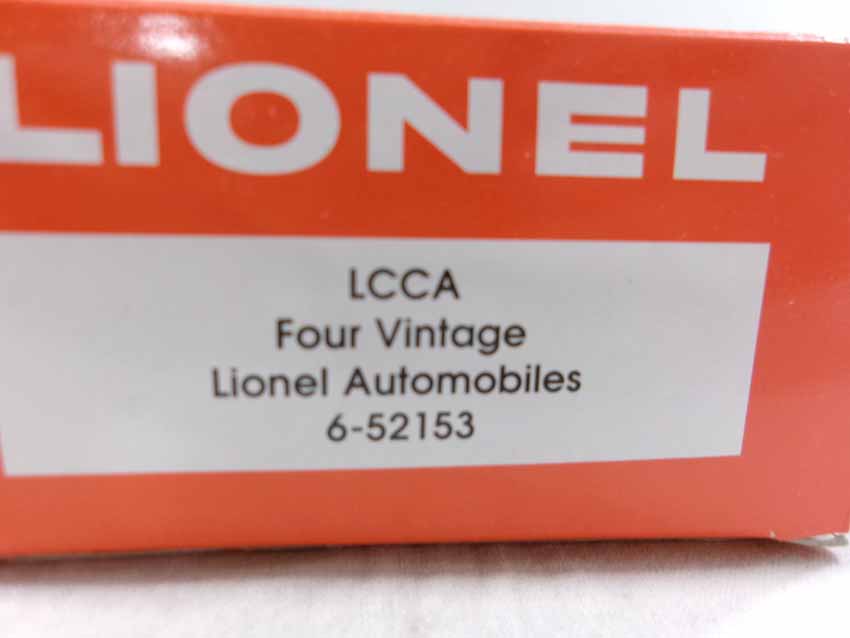 LIONEL
LCCA
Four Vintage
Lionel Automobiles
6-52153